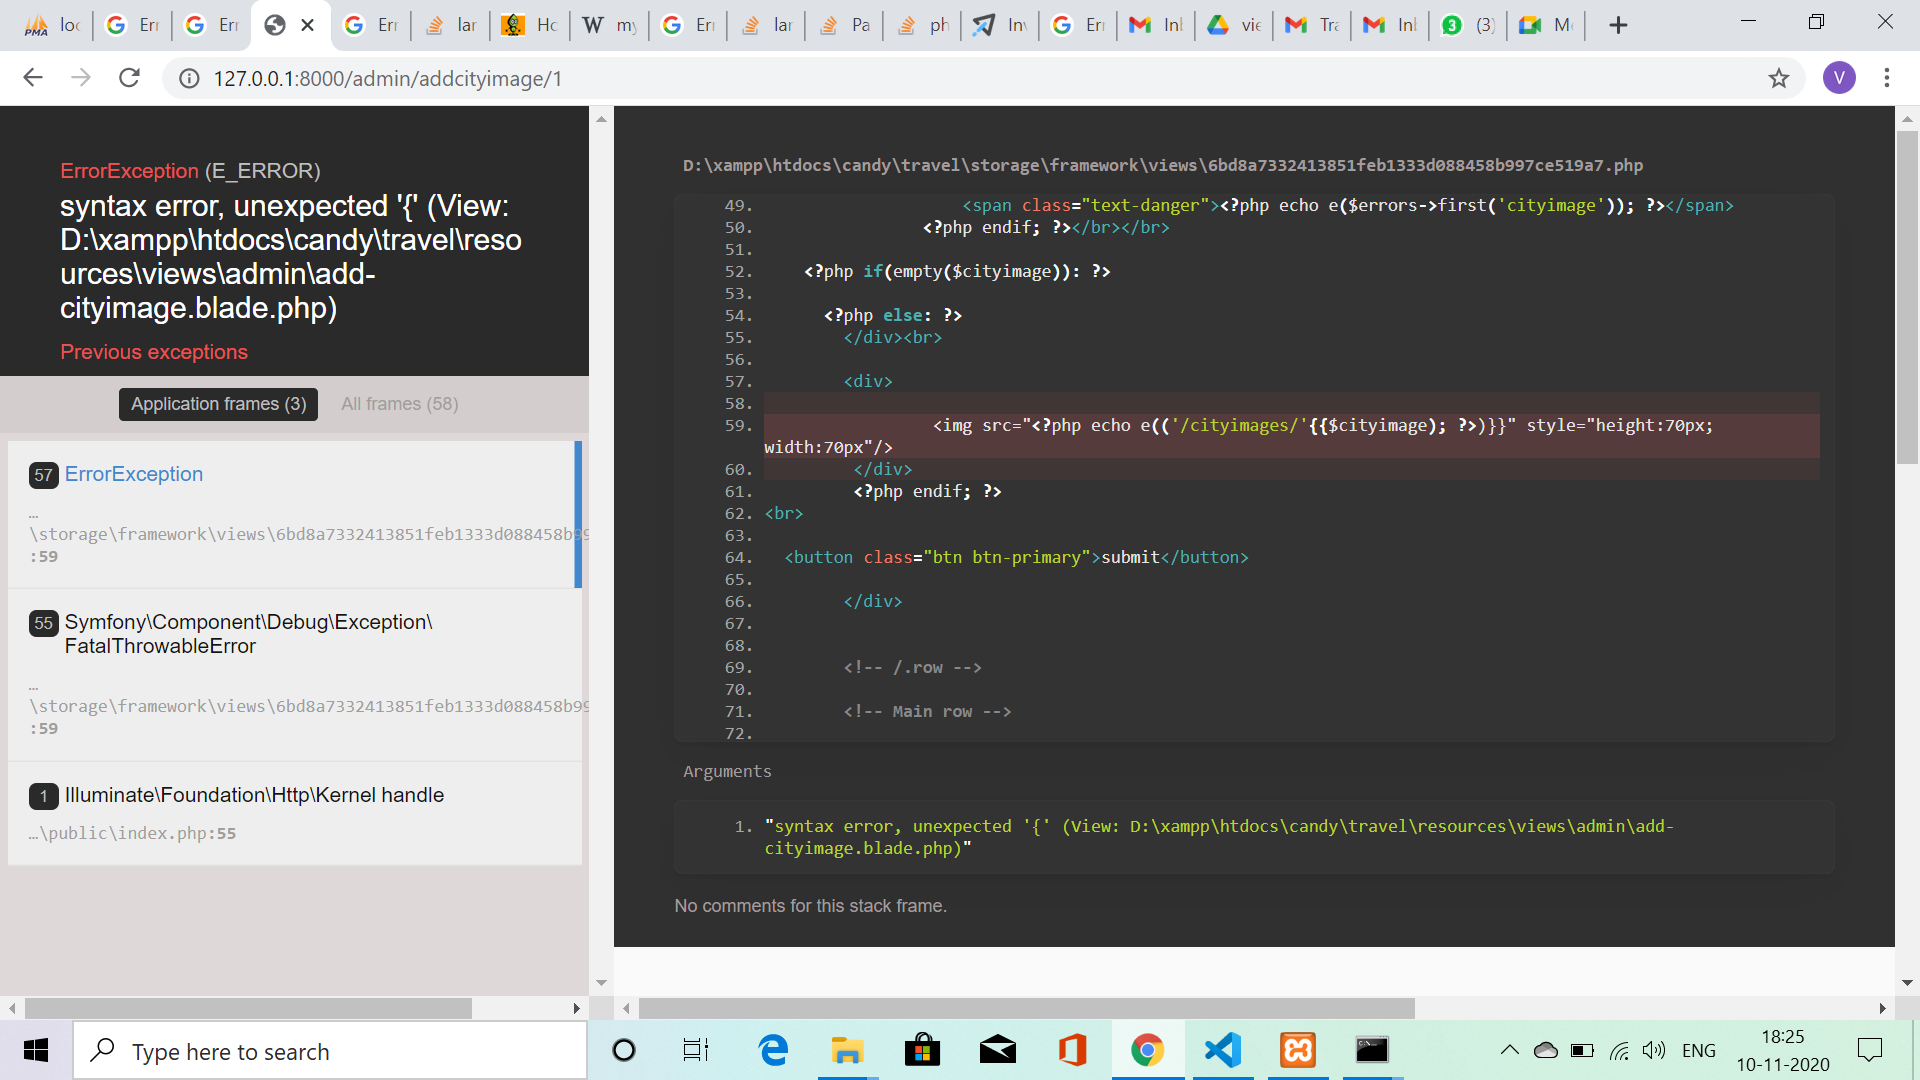 loc
Err
Err
Err
lar
Ho
my
Err
lar
Pa
ph
Inv
Err
Inb
vie
Tra
Inb
(3)
127.0.0.1:8000/admin/addcityimage/1
V
ErrorException (E_ERROR)
syntax error, unexpected '{' (View:
D:\xampp\htdocs\candy\travel\reso
urces\views\admin\add-
cityimage.blade.php)
Previous exceptions
Application frames (3) All frames (58)
57 ErrorException
…
\storage\framework\views\6bd8a7332413851feb1333d088458b99
:59
55 Symfony\Component\Debug\Exception\
FatalThrowableError
…
\storage\framework\views\6bd8a7332413851feb1333d088458b99
:59
1 Illuminate\Foundation\Http\Kernel handle
…\public\index.php:55
D:\xampp\htdocs\candy\travel\storage\framework\views\6bd8a7332413851feb1333d088458b997ce519a7.php
49. <span class="text-danger"><?php echo e($errors->first('cityimage')); ?></span>
50. <?php endif; ?></br></br>
51.
52. <?php if(empty($cityimage)): ?>
53.
54. <?php else: ?>
55. </div><br>
56.
57. <div>
58.
59. <img src="<?php echo e(('/cityimages/'{{$cityimage); ?>)}}" style="height:70px;
width:70px"/>
60. </div>
61. <?php endif; ?>
62. <br>
63.
64. <button class="btn btn-primary">submit</button>
65.
66. </div>
67.
68.
69. <!-- /.row -->
70.
71. <!-- Main row -->
72.
Arguments
1. "syntax error, unexpected '{' (View: D:\xampp\htdocs\candy\travel\resources\views\admin\add-
cityimage.blade.php)"
No comments for this stack frame.
Type here to search
ENG
18:25
10-11-2020